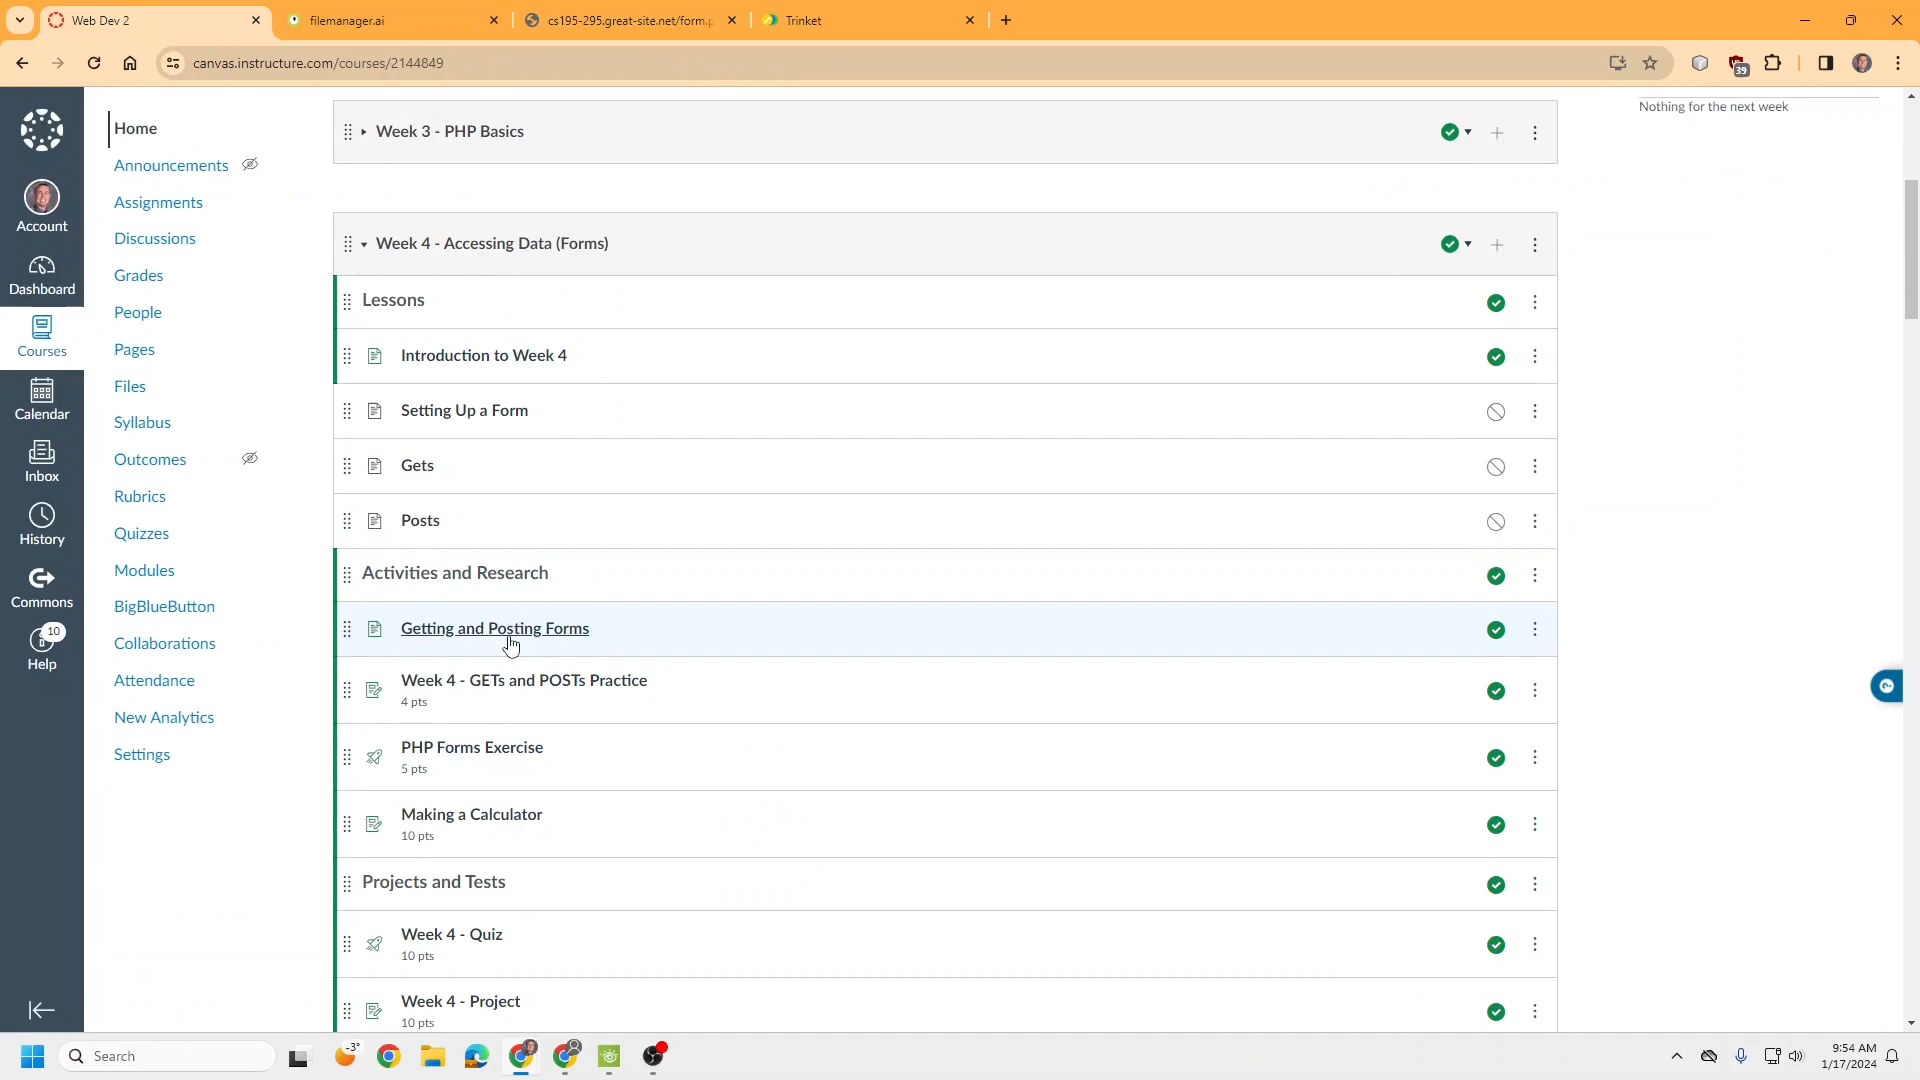 Web Dev 2
filemanager.ai
cs195-295.great-site.net/form.p
Trinket
canvas.instructure.com/courses/2144849
39
Account
Dashboard
Courses
Calendar
Inbox
History
Commons
10
Help
Home
Announcements
Assignments
Discussions
Grades
People
Pages
Files
Syllabus
Outcomes
Rubrics
Quizzes
Modules
BigBlueButton
Collaborations
Attendance
New Analytics
Settings
Week 3 - PHP Basics
Week 4 - Accessing Data (Forms)
Lessons
Introduction to Week 4
Setting Up a Form
Gets
Posts
Activities and Research
Getting and Posting Forms
Week 4 - GETs and POSTs Practice
4 pts
PHP Forms Exercise
5 pts
Making a Calculator
10 pts
Projects and Tests
Week 4 - Quiz
10 pts
Week 4 - Project
10 pts
Nothing for the next week
Search
-3°
9:54 AM
1/17/2024